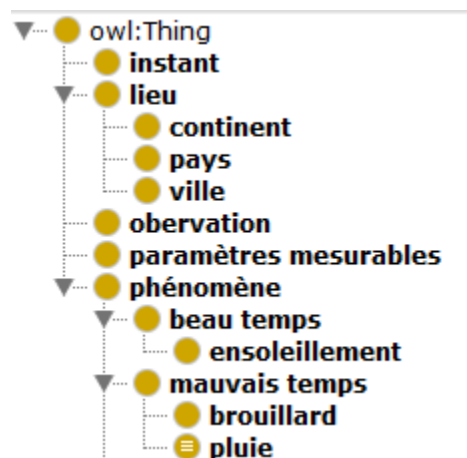 owl:Thing
instant
lieu
continent
pays
ville
obervation
paramètres mesurables
phénomène
beau temps
ensoleillement
mauvais temps
brouillard
pluie